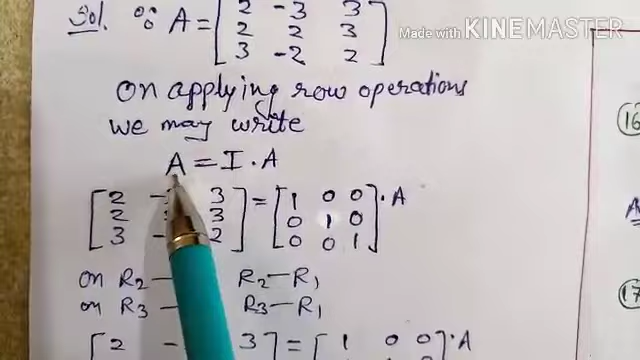 Made with KINEMASTER
Sol. ∵ A = [2 -3 3
2 2 3
3 -2 2]
On applying row operations
we may write
A = I . A
[2 - 3 = [1 0 0 . A
2 3 0 1 0
3 - 2] 0 0 1]
on R2 — R2 — R1
on R3 — R3 — R1
[2 - 3] = [1 0 0] . A
(16
A
(17